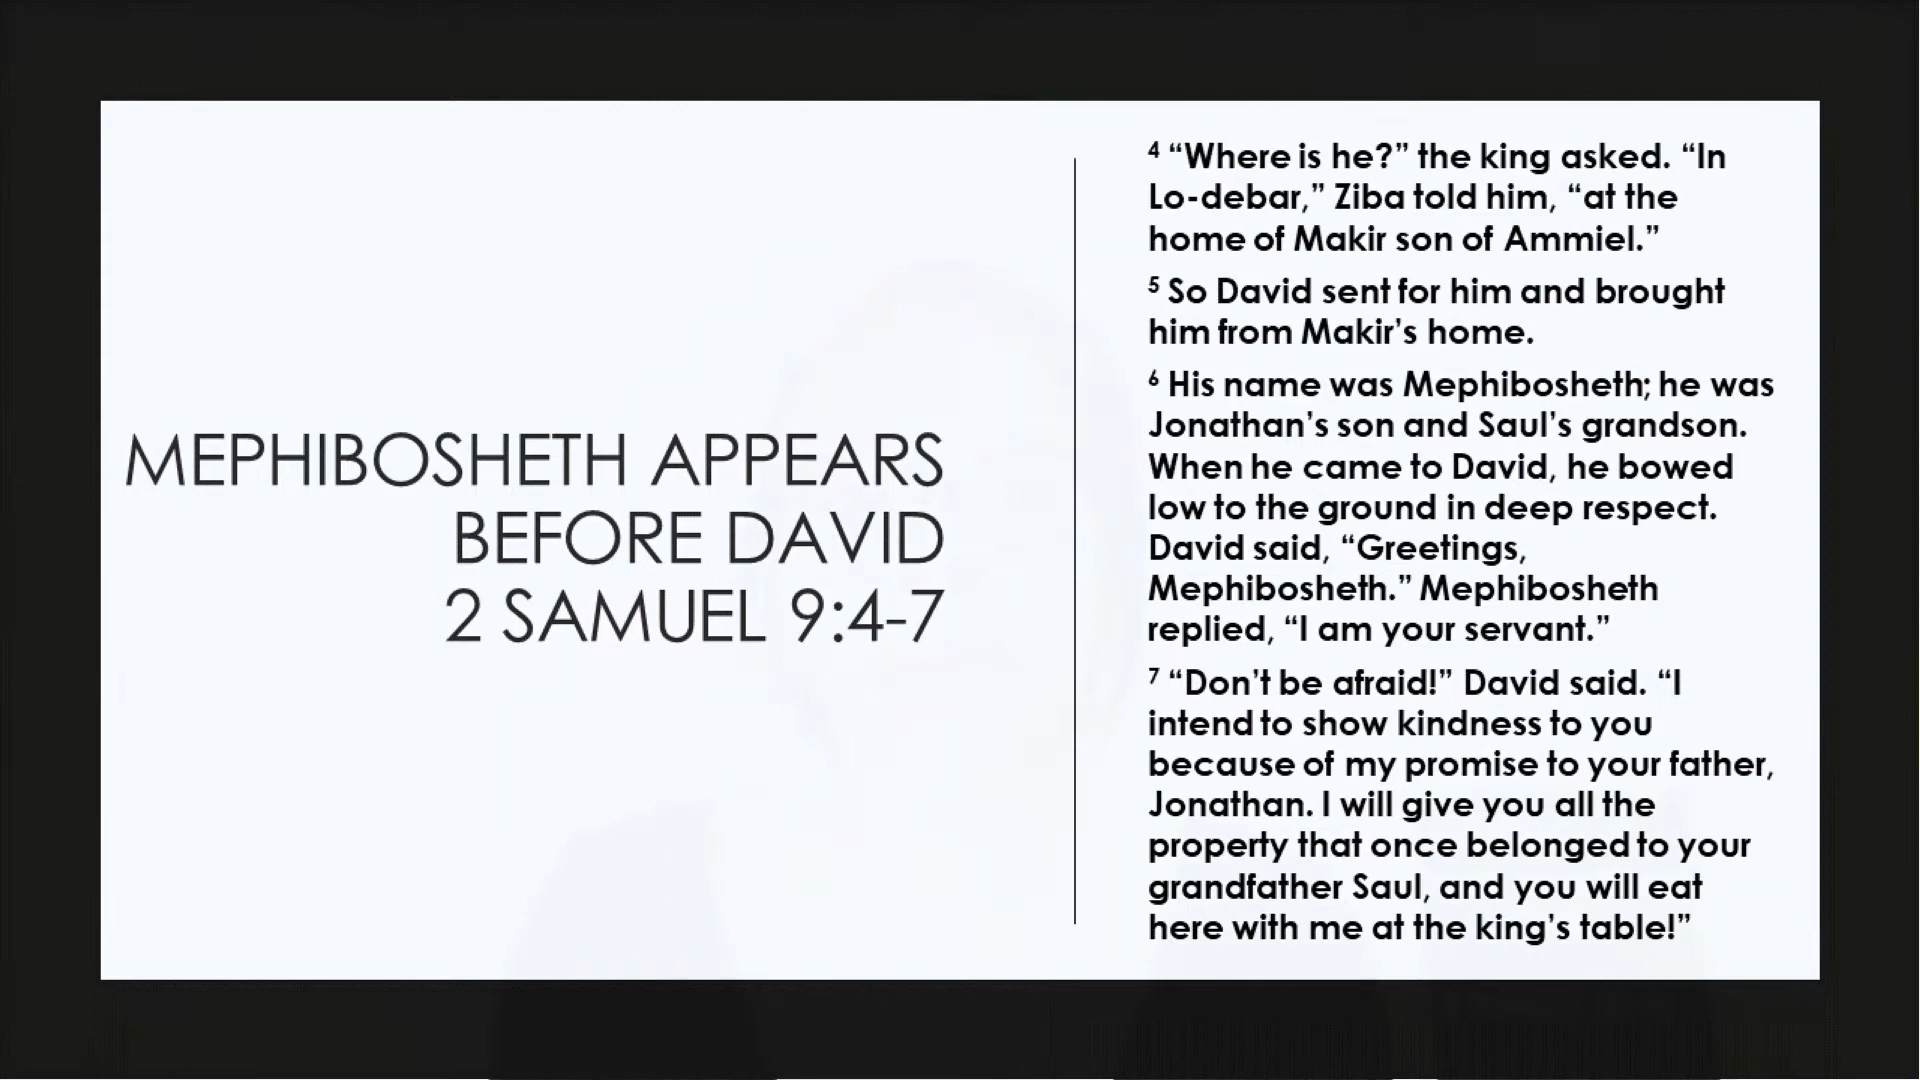 MEPHIBOSHETH APPEARS
BEFORE DAVID
2 SAMUEL 9:4-7
⁴ “Where is he?” the king asked. “In
Lo-debar,” Ziba told him, “at the
home of Makir son of Ammiel.”
⁵ So David sent for him and brought
him from Makir’s home.
⁶ His name was Mephibosheth; he was
Jonathan’s son and Saul’s grandson.
When he came to David, he bowed
low to the ground in deep respect.
David said, “Greetings,
Mephibosheth.” Mephibosheth
replied, “I am your servant.”
⁷ “Don’t be afraid!” David said. “I
intend to show kindness to you
because of my promise to your father,
Jonathan. I will give you all the
property that once belonged to your
grandfather Saul, and you will eat
here with me at the king’s table!”